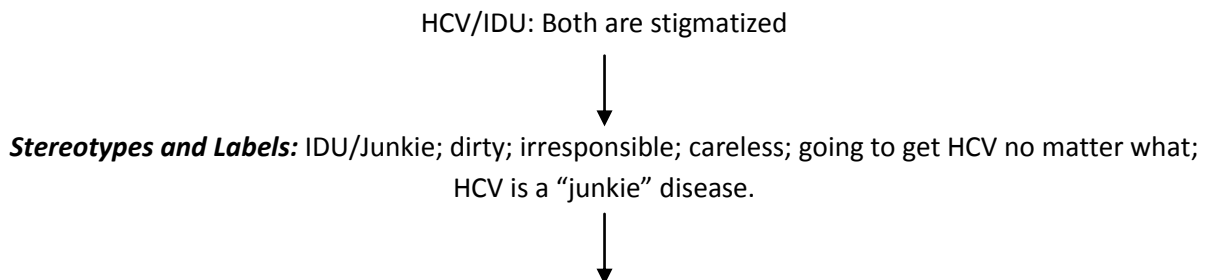 HCV/IDU: Both are stigmatized
Stereotypes and Labels: IDU/Junkie; dirty; irresponsible; careless; going to get HCV no matter what;
HCV is a “junkie” disease.